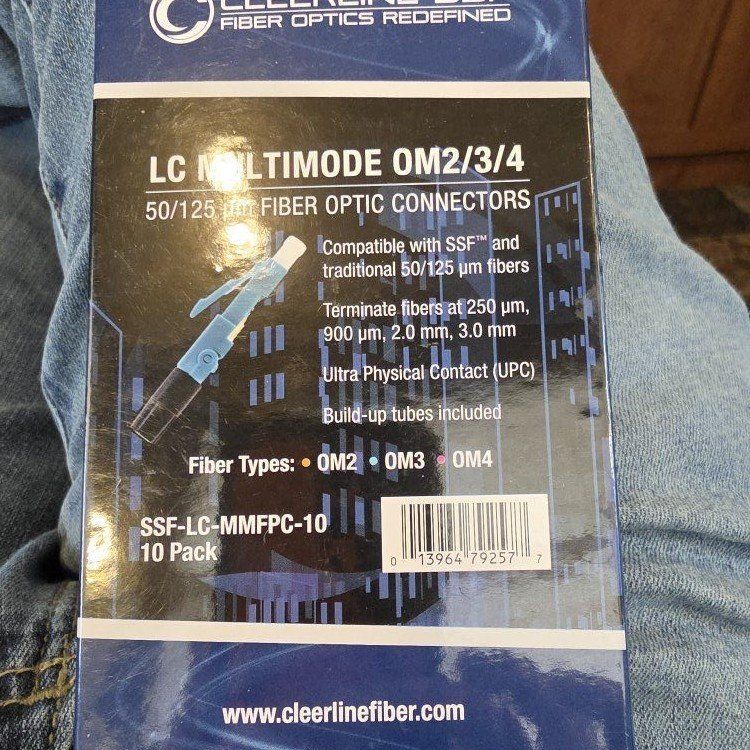 FIBER OPTICS REDEFINED
LC MULTIMODE OM2/3/4
50/125 µm FIBER OPTIC CONNECTORS
Compatible with SSF™ and
traditional 50/125 µm fibers
Terminate fibers at 250 µm,
900 µm, 2.0 mm, 3.0 mm
Ultra Physical Contact (UPC)
Build-up tubes included
Fiber Types: • OM2 • OM3 • OM4
SSF-LC-MMFPC-10
10 Pack
0 13964 79257 7
www.cleerlinefiber.com